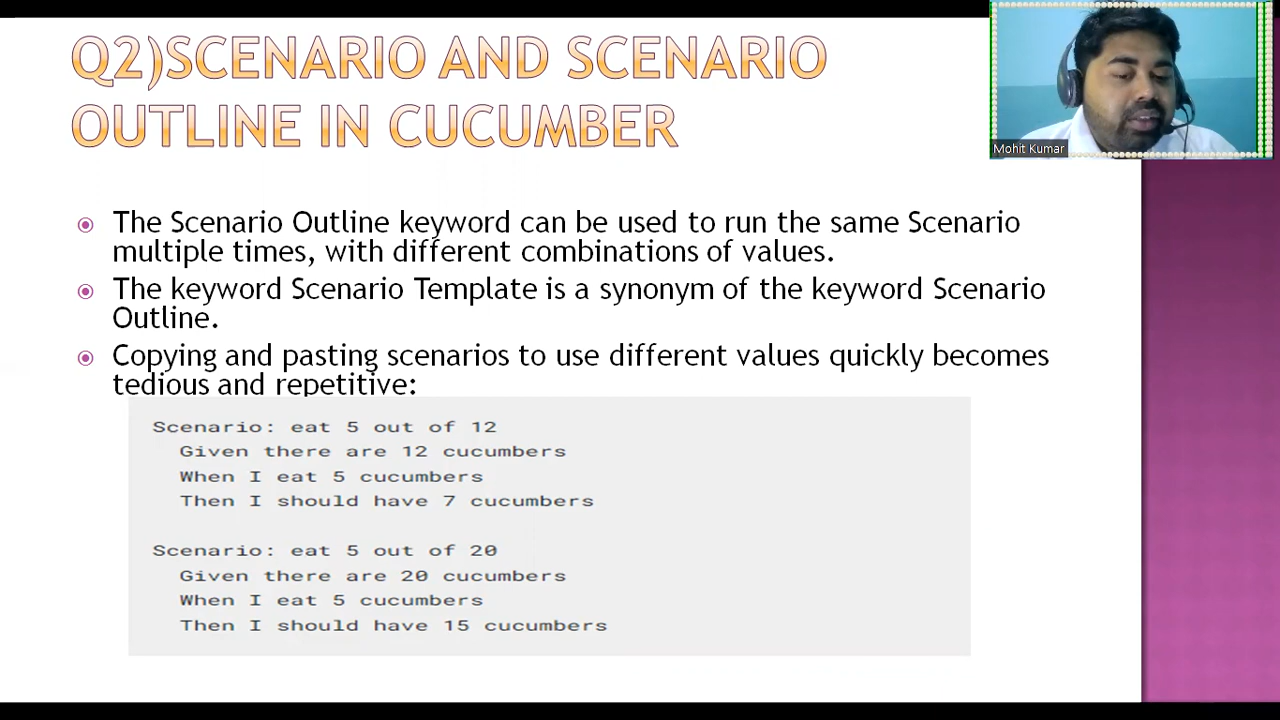 Q2)SCENARIO AND SCENARIO
OUTLINE IN CUCUMBER
Mohit Kumar
The Scenario Outline keyword can be used to run the same Scenario
multiple times, with different combinations of values.
The keyword Scenario Template is a synonym of the keyword Scenario
Outline.
Copying and pasting scenarios to use different values quickly becomes
tedious and repetitive:
Scenario: eat 5 out of 12
Given there are 12 cucumbers
When I eat 5 cucumbers
Then I should have 7 cucumbers
Scenario: eat 5 out of 20
Given there are 20 cucumbers
When I eat 5 cucumbers
Then I should have 15 cucumbers